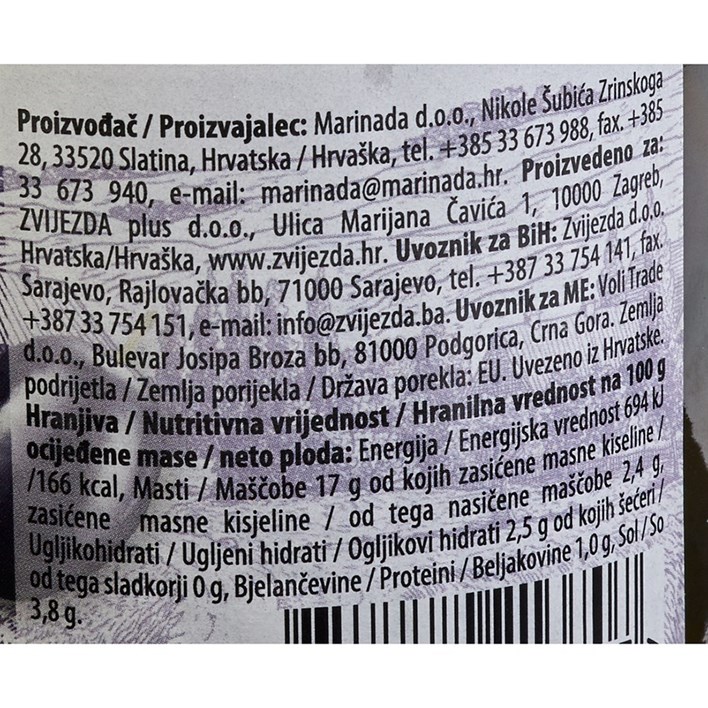 Proizvođač / Proizvajalec: Marinada d.o.o., Nikole Šubića Zrinskoga
28, 33520 Slatina, Hrvatska / Hrvaška, tel. +385 33 673 988, fax. +385
33 673 940, e-mail: marinada@marinada.hr. Proizvedeno za:
ZVIJEZDA plus d.o.o., Ulica Marijana Čavića 1, 10000 Zagreb,
Hrvatska/Hrvaška, www.zvijezda.hr. Uvoznik za BiH: Zvijezda d.o.o.
Sarajevo, Rajlovačka bb, 71000 Sarajevo, tel. +387 33 754 141, fax.
+387 33 754 151, e-mail: info@zvijezda.ba. Uvoznik za ME: Voli Trade
d.o.o., Bulevar Josipa Broza bb, 81000 Podgorica, Crna Gora. Zemlja
podrijetla / Zemlja porijekla / Država porekla: EU. Uvezeno iz Hrvatske.
Hranjiva / Nutritivna vrijednost / Hranilna vrednost na 100 g
ocijeđene mase / neto ploda: Energija / Energijska vrednost 694 kJ
/166 kcal, Masti / Maščobe 17 g od kojih zasićene masne kiseline /
zasićene masne kisjeline / od tega nasičene maščobe 2,4 g,
Ugljikohidrati / Ugljeni hidrati / Ogljikovi hidrati 2,5 g od kojih šećeri /
od tega sladkorji 0 g, Bjelančevine / Proteini / Beljakovine 1,0 g, Sol / So
3,8 g.